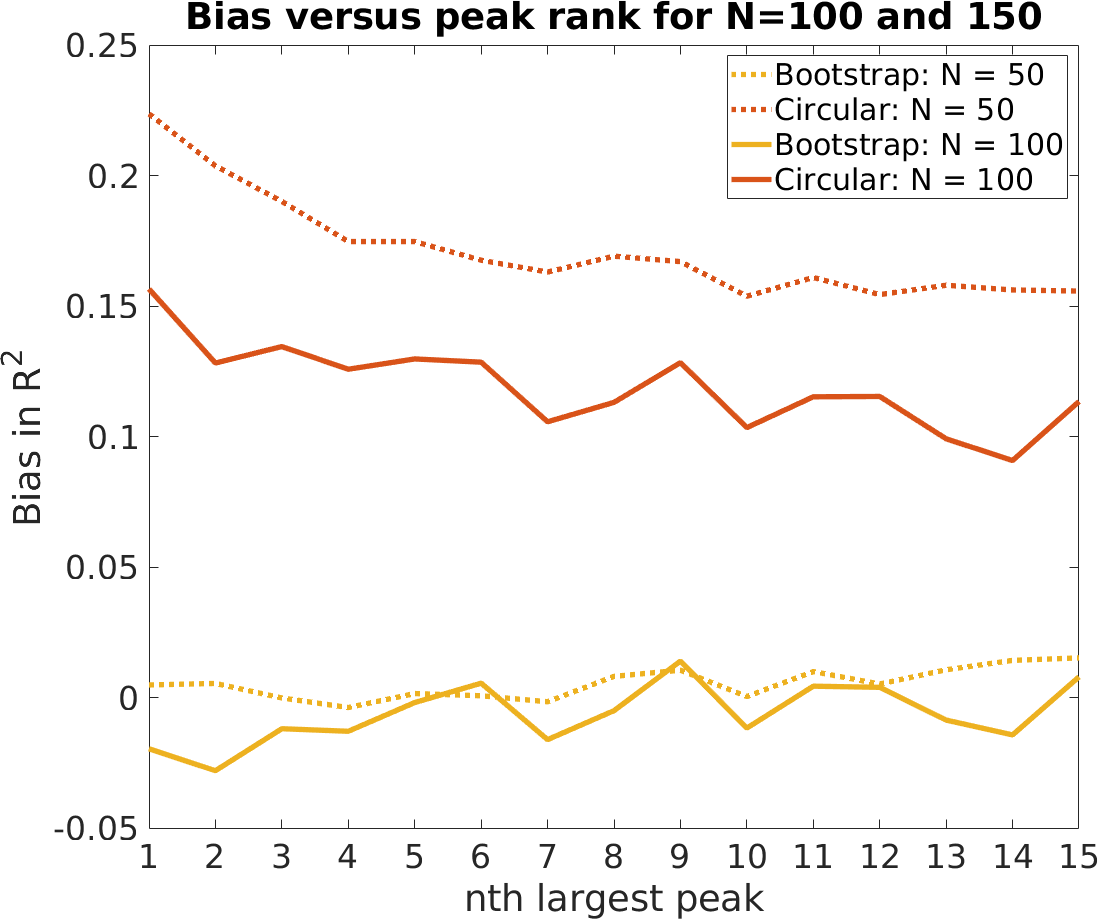 Bias versus peak rank for N=100 and 150
Bootstrap: N = 50
Circular: N = 50
Bootstrap: N = 100
Circular: N = 100
Bias in R²
0.25
0.2
0.15
0.1
0.05
0
-0.05
1 2 3 4 5 6 7 8 9 10 11 12 13 14 15
nth largest peak